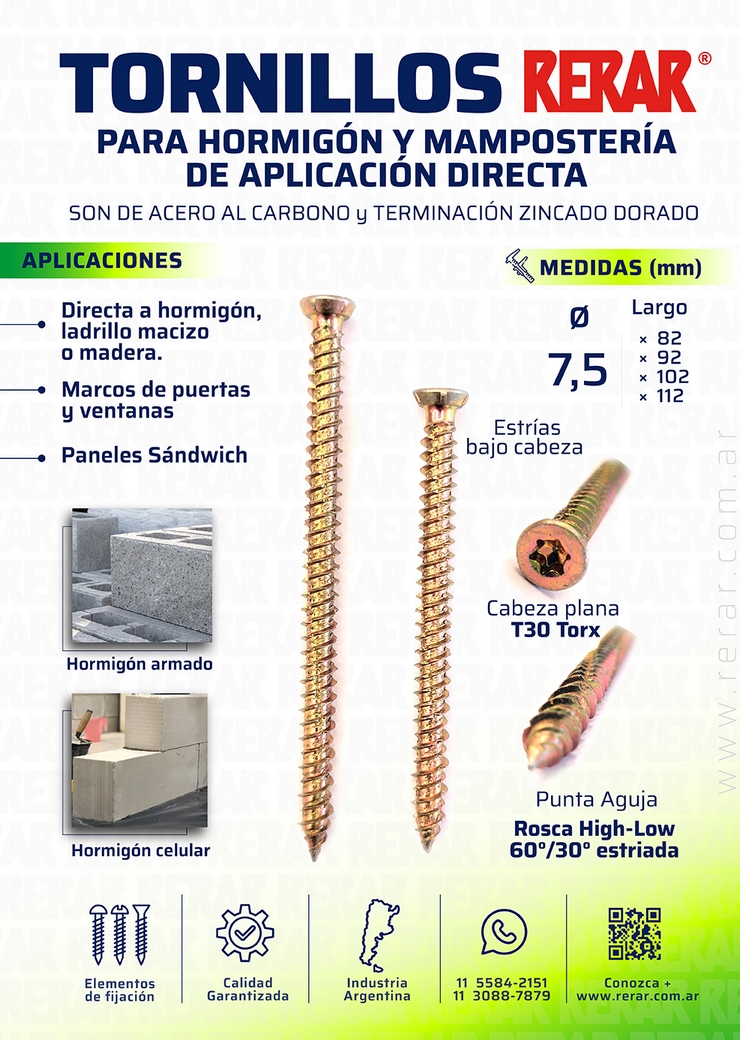 TORNILLOS RERAR®
PARA HORMIGÓN Y MAMPOSTERÍA
DE APLICACIÓN DIRECTA
SON DE ACERO AL CARBONO y TERMINACIÓN ZINCADO DORADO
APLICACIONES
Directa a hormigón,
ladrillo macizo
o madera.
Marcos de puertas
y ventanas
Paneles Sándwich
Hormigón armado
Hormigón celular
MEDIDAS (mm)
Ø
7,5
Largo
× 82
× 92
× 102
× 112
Estrías
bajo cabeza
Cabeza plana
T30 Torx
Punta Aguja
Rosca High-Low
60°/30° estriada
www.rerar.com.ar
Elementos
de fijación
Calidad
Garantizada
Industria
Argentina
11 5584-2151
11 3088-7879
Conozca +
www.rerar.com.ar